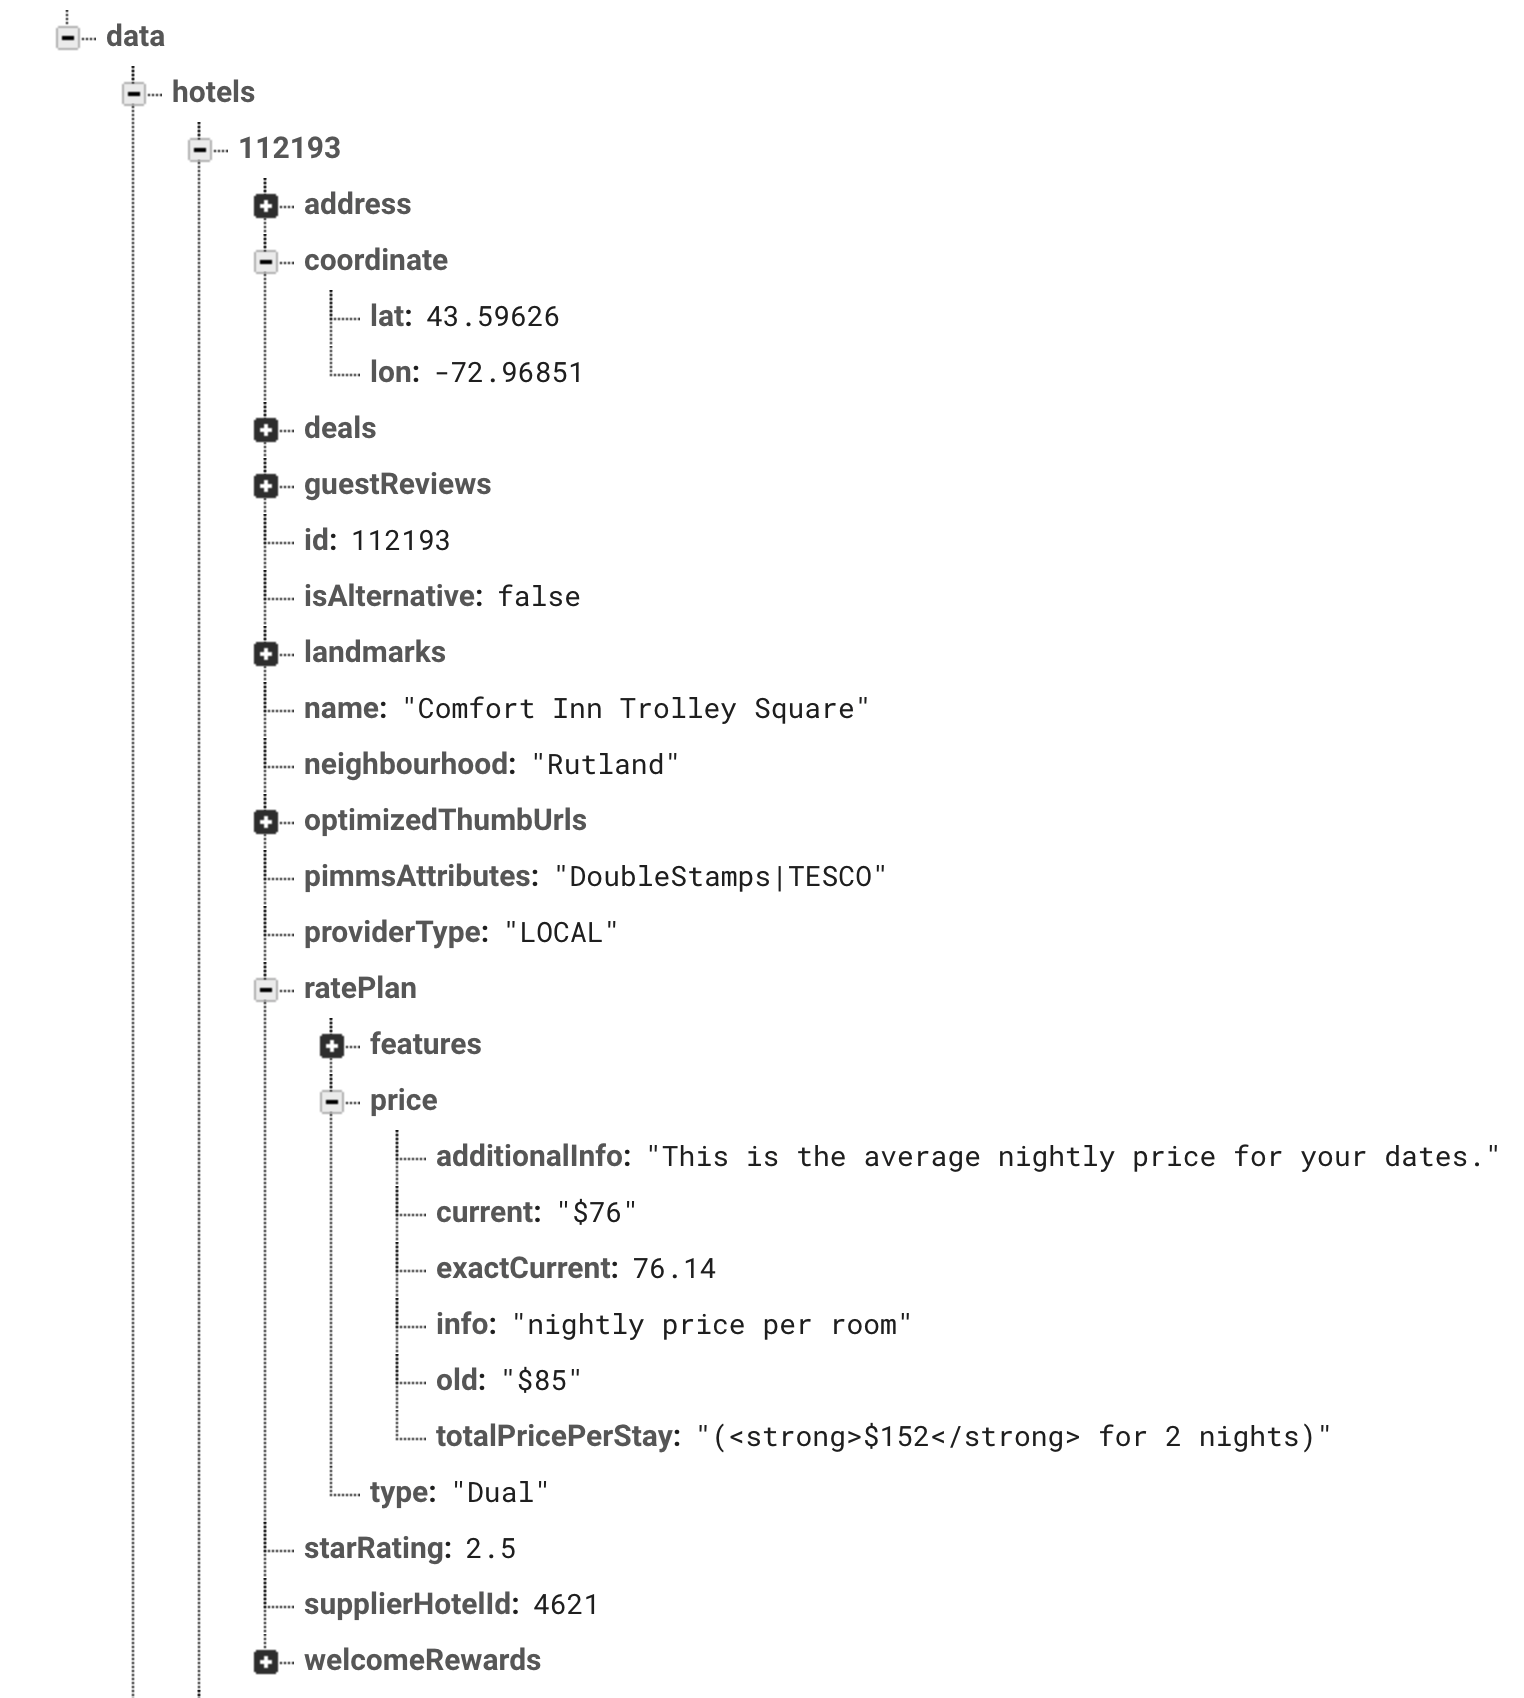 data
hotels
112193
address
coordinate
lat: 43.59626
lon: -72.96851
deals
guestReviews
id: 112193
isAlternative: false
landmarks
name: "Comfort Inn Trolley Square"
neighbourhood: "Rutland"
optimizedThumbUrls
pimmsAttributes: "DoubleStamps|TESCO"
providerType: "LOCAL"
ratePlan
features
price
additionalInfo: "This is the average nightly price for your dates."
current: "$76"
exactCurrent: 76.14
info: "nightly price per room"
old: "$85"
totalPricePerStay: "(<strong>$152</strong> for 2 nights)"
type: "Dual"
starRating: 2.5
supplierHotelId: 4621
welcomeRewards